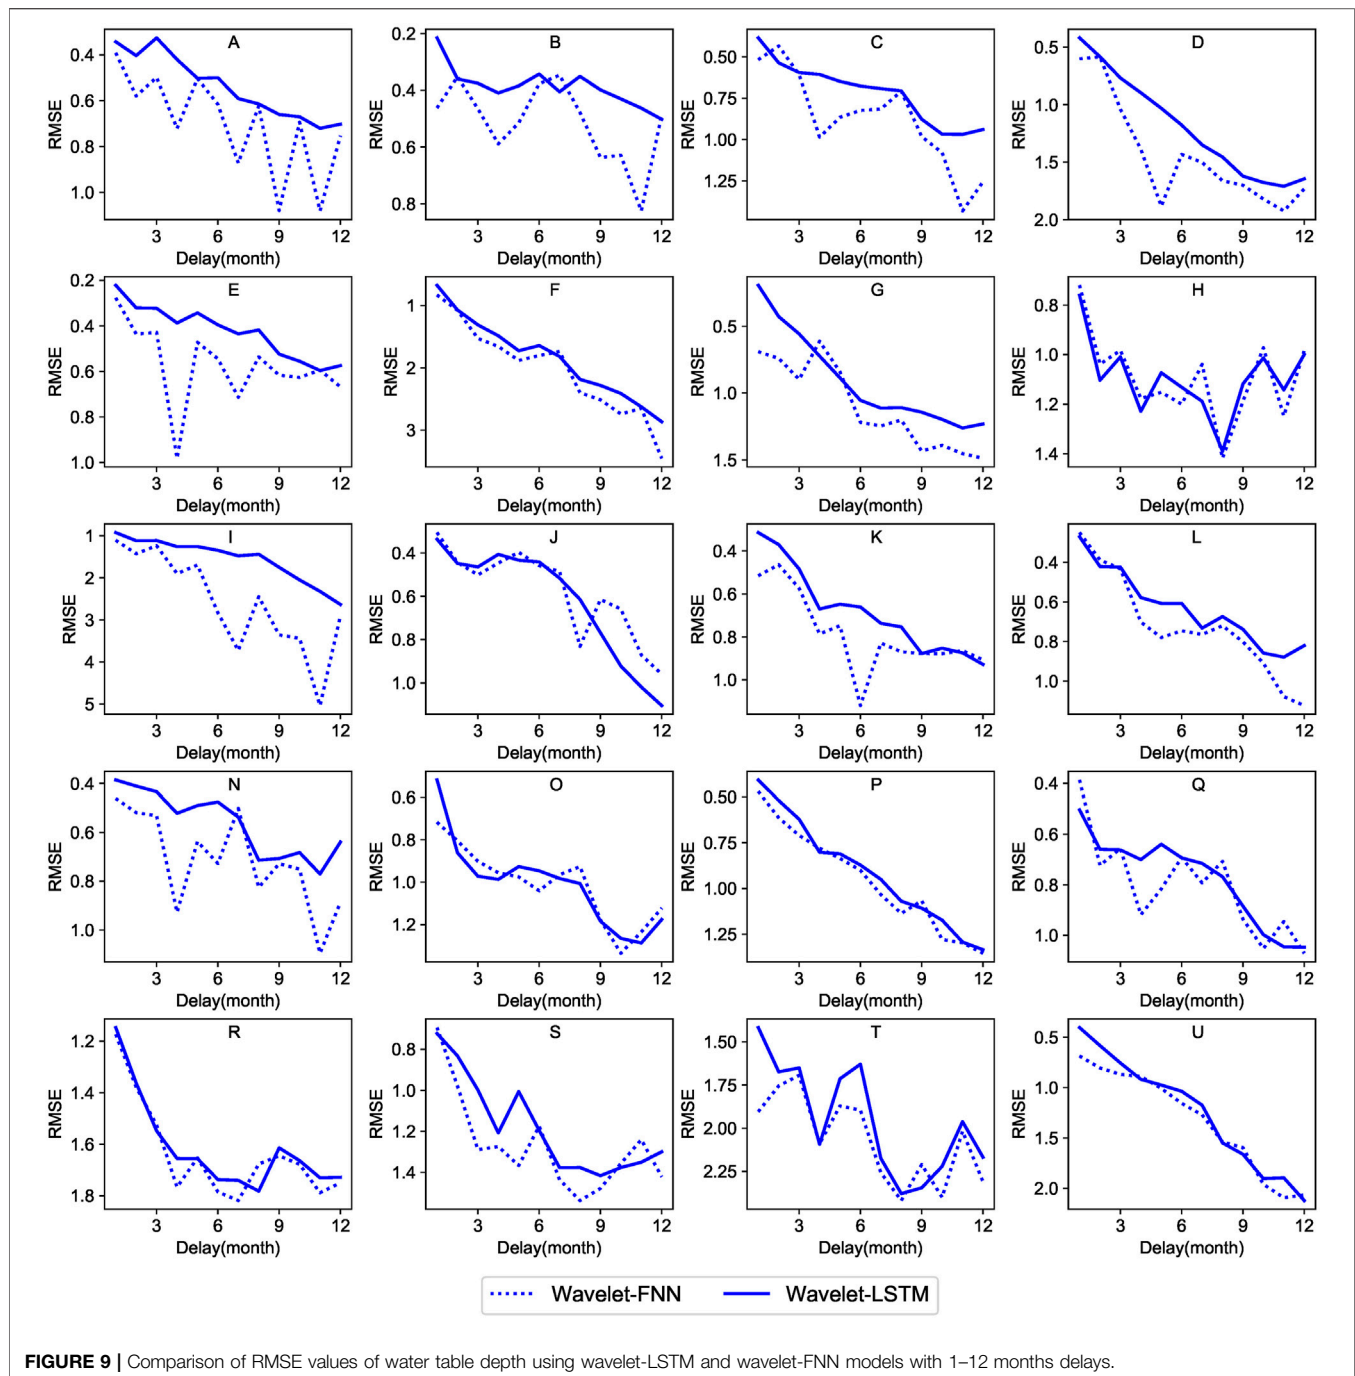 A
RMSE
0.4
0.6
0.8
1.0
3 6 9 12
Delay(month)
B
RMSE
0.2
0.4
0.6
0.8
3 6 9 12
Delay(month)
C
RMSE
0.50
0.75
1.00
1.25
3 6 9 12
Delay(month)
D
RMSE
0.5
1.0
1.5
2.0
3 6 9 12
Delay(month)
E
RMSE
0.2
0.4
0.6
0.8
1.0
3 6 9 12
Delay(month)
F
RMSE
1
2
3
3 6 9 12
Delay(month)
G
RMSE
0.5
1.0
1.5
3 6 9 12
Delay(month)
H
RMSE
0.8
1.0
1.2
1.4
3 6 9 12
Delay(month)
I
RMSE
1
2
3
4
5
3 6 9 12
Delay(month)
J
RMSE
0.4
0.6
0.8
1.0
3 6 9 12
Delay(month)
K
RMSE
0.4
0.6
0.8
1.0
3 6 9 12
Delay(month)
L
RMSE
0.4
0.6
0.8
1.0
3 6 9 12
Delay(month)
N
RMSE
0.4
0.6
0.8
1.0
3 6 9 12
Delay(month)
O
RMSE
0.6
0.8
1.0
1.2
3 6 9 12
Delay(month)
P
RMSE
0.50
0.75
1.00
1.25
3 6 9 12
Delay(month)
Q
RMSE
0.4
0.6
0.8
1.0
3 6 9 12
Delay(month)
R
RMSE
1.2
1.4
1.6
1.8
3 6 9 12
Delay(month)
S
RMSE
0.8
1.0
1.2
1.4
3 6 9 12
Delay(month)
T
RMSE
1.50
1.75
2.00
2.25
3 6 9 12
Delay(month)
U
RMSE
0.5
1.0
1.5
2.0
3 6 9 12
Delay(month)
Wavelet-FNN Wavelet-LSTM
FIGURE 9 | Comparison of RMSE values of water table depth using wavelet-LSTM and wavelet-FNN models with 1–12 months delays.